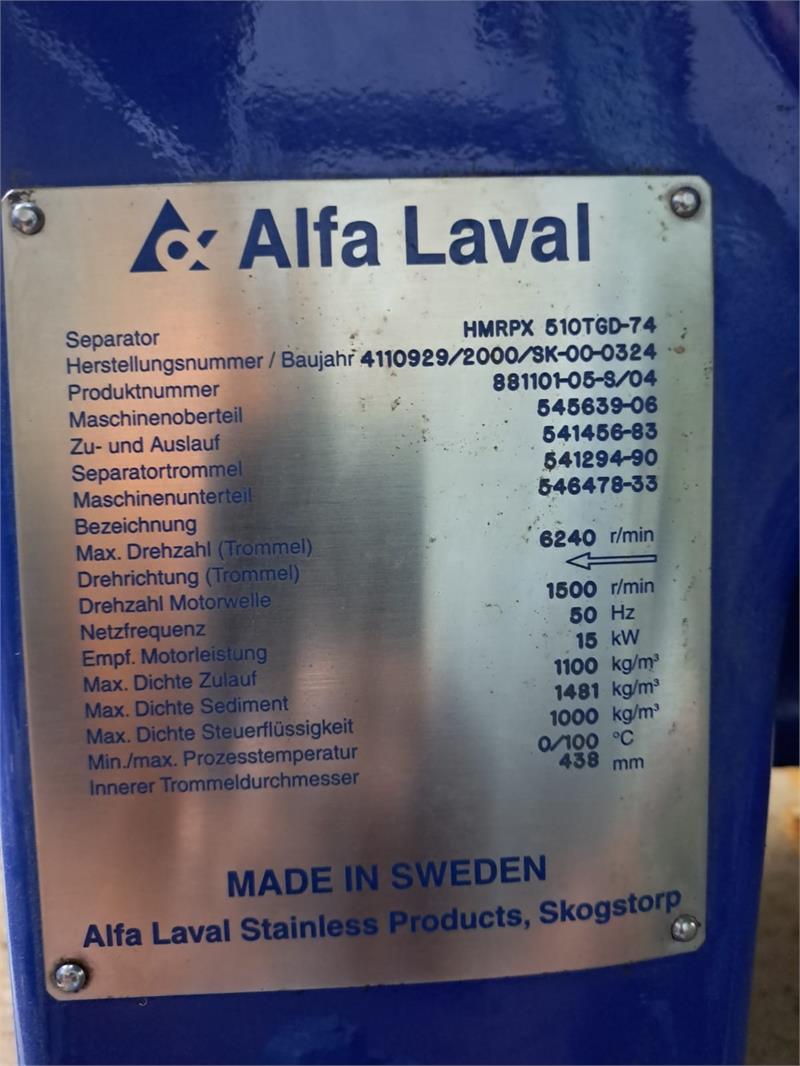 Alfa Laval
Separator HMRPX 510TGD-74
Herstellungsnummer / Baujahr 4110929/2000/SK-00-0324
Produktnummer 881101-05-S/04
Maschinenoberteil 545639-06
Zu- und Auslauf 541456-83
Separatortrommel 541294-90
Maschinenunterteil 546478-33
Bezeichnung
Max. Drehzahl (Trommel) 6240 r/min
Drehrichtung (Trommel)
Drehzahl Motorwelle 1500 r/min
Netzfrequenz 50 Hz
Empf. Motorleistung 15 kW
Max. Dichte Zulauf 1100 kg/m³
Max. Dichte Sediment 1481 kg/m³
Max. Dichte Steuerflüssigkeit 1000 kg/m³
Min./max. Prozesstemperatur 0/100 °C
Innerer Trommeldurchmesser 438 mm
MADE IN SWEDEN
Alfa Laval Stainless Products, Skogstorp